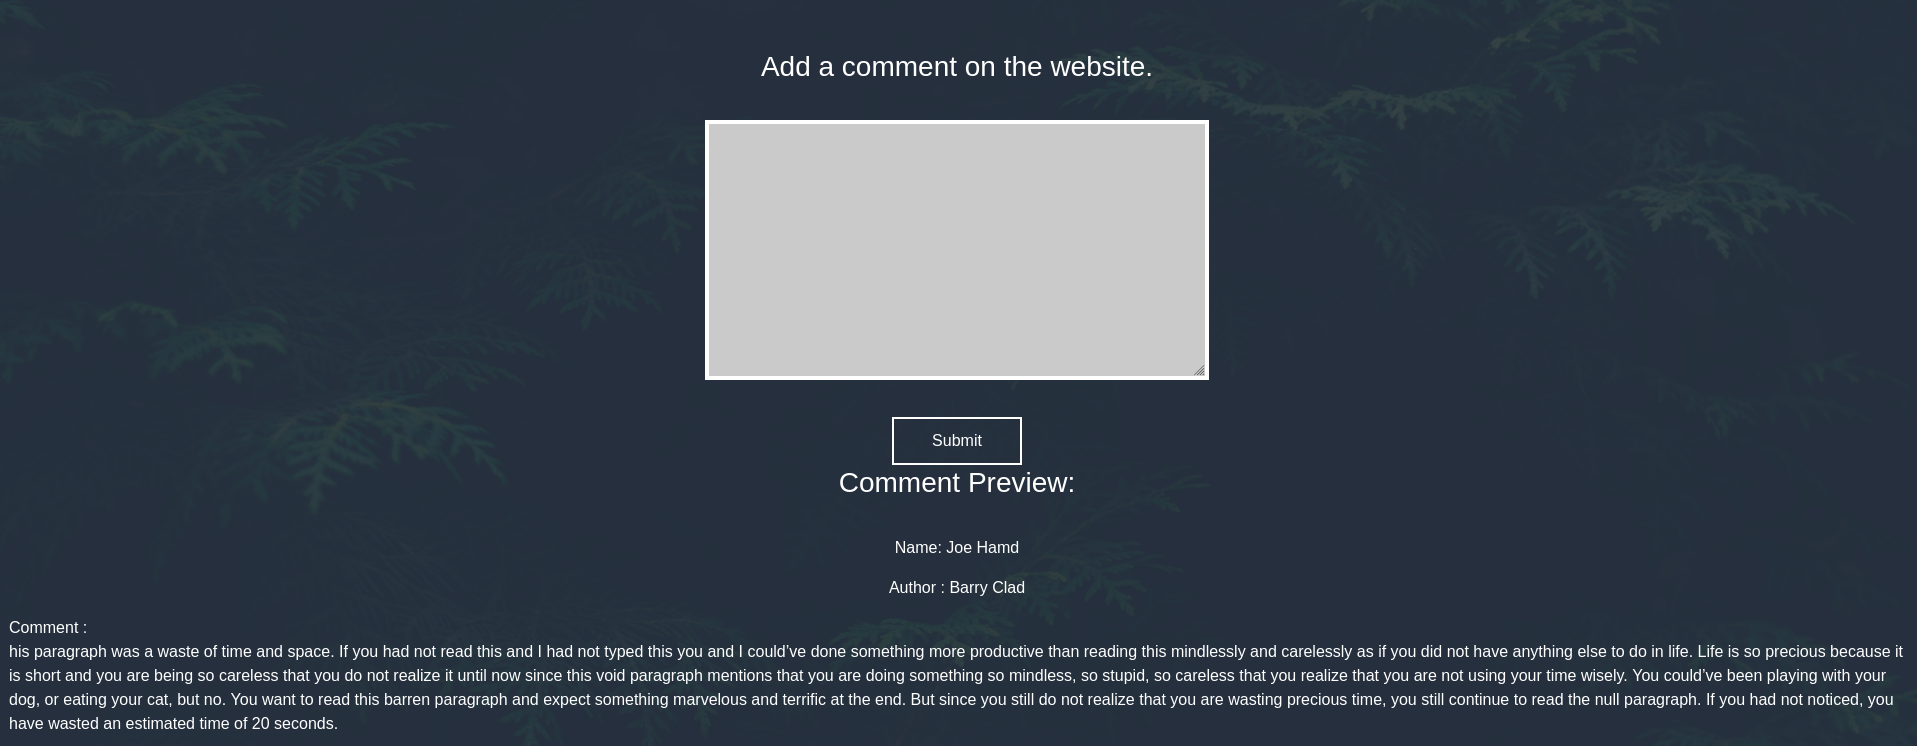 Add a comment on the website.
Submit
Comment Preview:
Name: Joe Hamd
Author : Barry Clad
Comment :
his paragraph was a waste of time and space. If you had not read this and I had not typed this you and I could’ve done something more productive than reading this mindlessly and carelessly as if you did not have anything else to do in life. Life is so precious because it
is short and you are being so careless that you do not realize it until now since this void paragraph mentions that you are doing something so mindless, so stupid, so careless that you realize that you are not using your time wisely. You could’ve been playing with your
dog, or eating your cat, but no. You want to read this barren paragraph and expect something marvelous and terrific at the end. But since you still do not realize that you are wasting precious time, you still continue to read the null paragraph. If you had not noticed, you
have wasted an estimated time of 20 seconds.